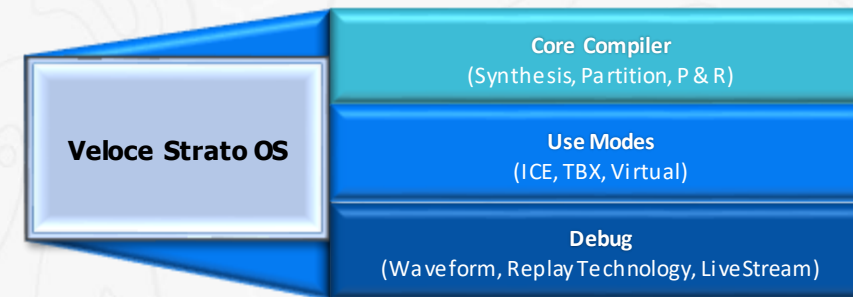 Veloce Strato OS
Core Compiler
(Synthesis, Partition, P & R)
Use Modes
(ICE, TBX, Virtual)
Debug
(Waveform, Replay Technology, LiveStream)